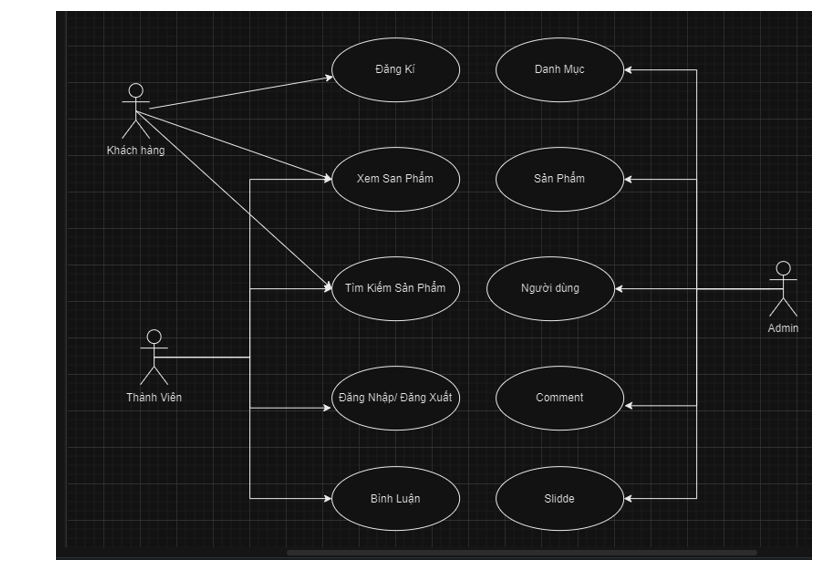 Đăng Kí
Danh Mục
Khách hàng
Xem San Phẩm
Sản Phẩm
Tìm Kiếm Sản Phẩm
Người dùng
Admin
Thành Viên
Đăng Nhập/ Đăng Xuất
Comment
Bình Luận
Slidde